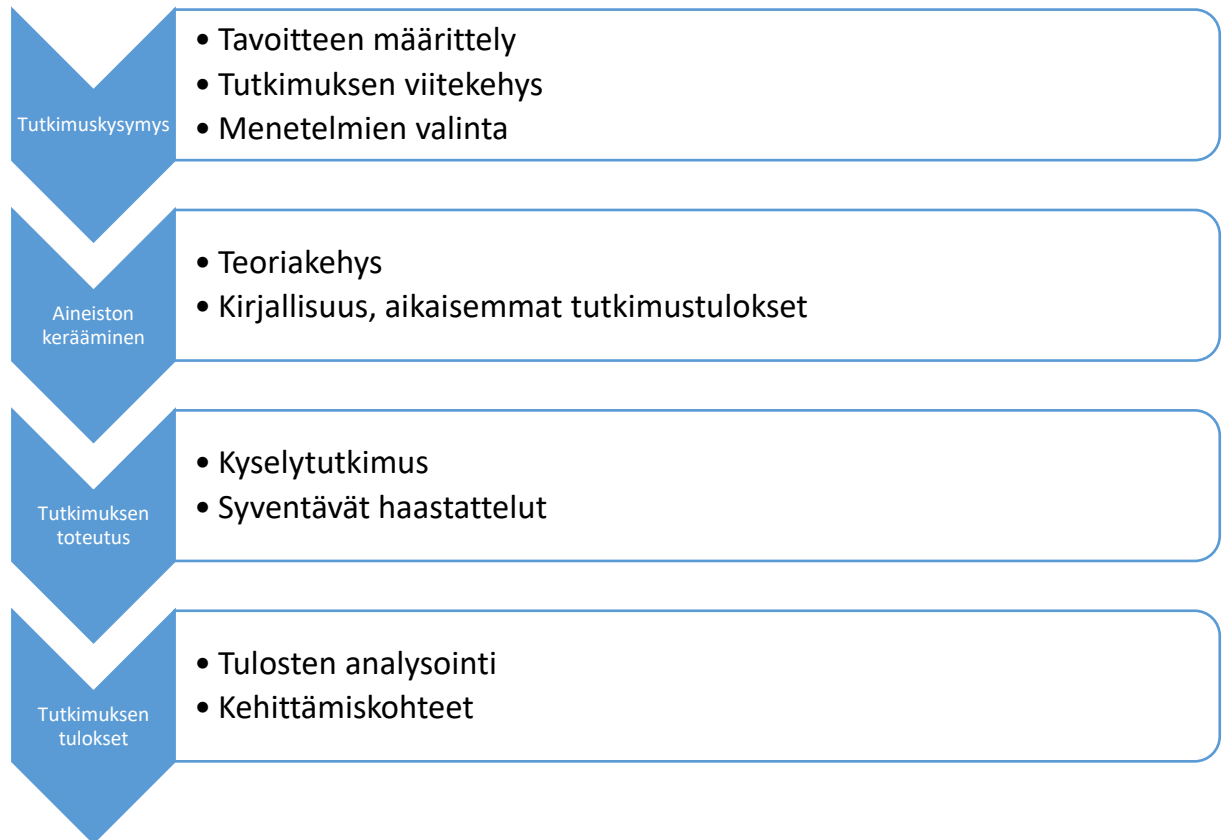 Tutkimuskysymys
• Tavoitteen määrittely
• Tutkimuksen viitekehys
• Menetelmien valinta
Aineiston
kerääminen
• Teoriakehys
• Kirjallisuus, aikaisemmat tutkimustulokset
Tutkimuksen
toteutus
• Kyselytutkimus
• Syventävät haastattelut
Tutkimuksen
tulokset
• Tulosten analysointi
• Kehittämiskohteet